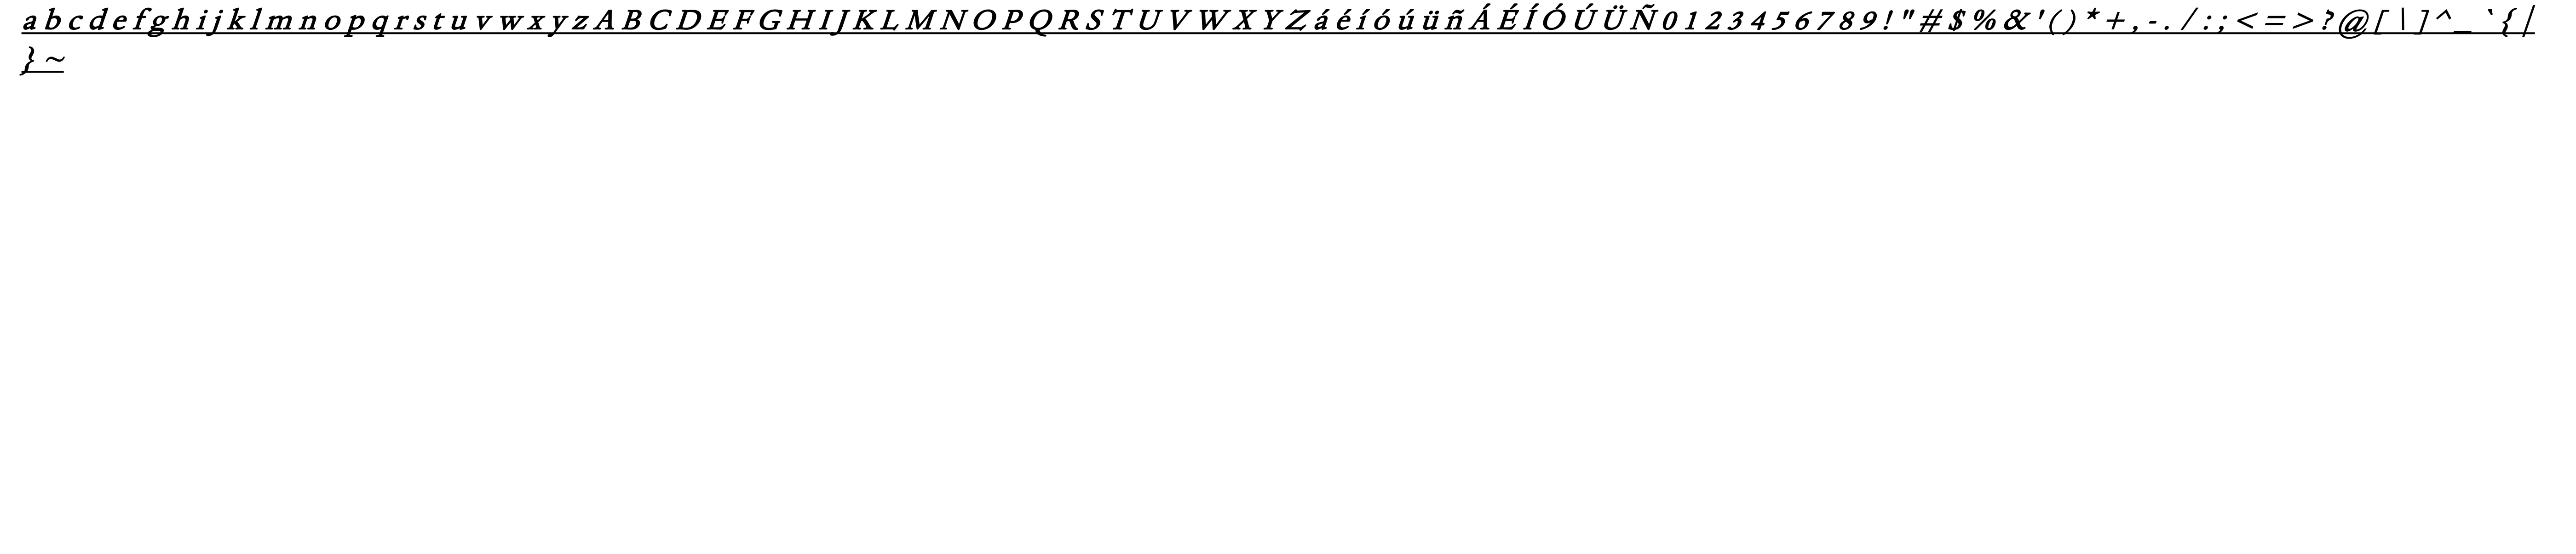 a b c d e f g h i j k l m n o p q r s t u v w x y z A B C D E F G H I J K L M N O P Q R S T U V W X Y Z á é í ó ú ü ñ Á É Í Ó Ú Ü Ñ 0 1 2 3 4 5 6 7 8 9 ! " # $ % & ' ( ) * + , - . / : ; < = > ? @ [ \ ] ^ _ ` { |
} ~